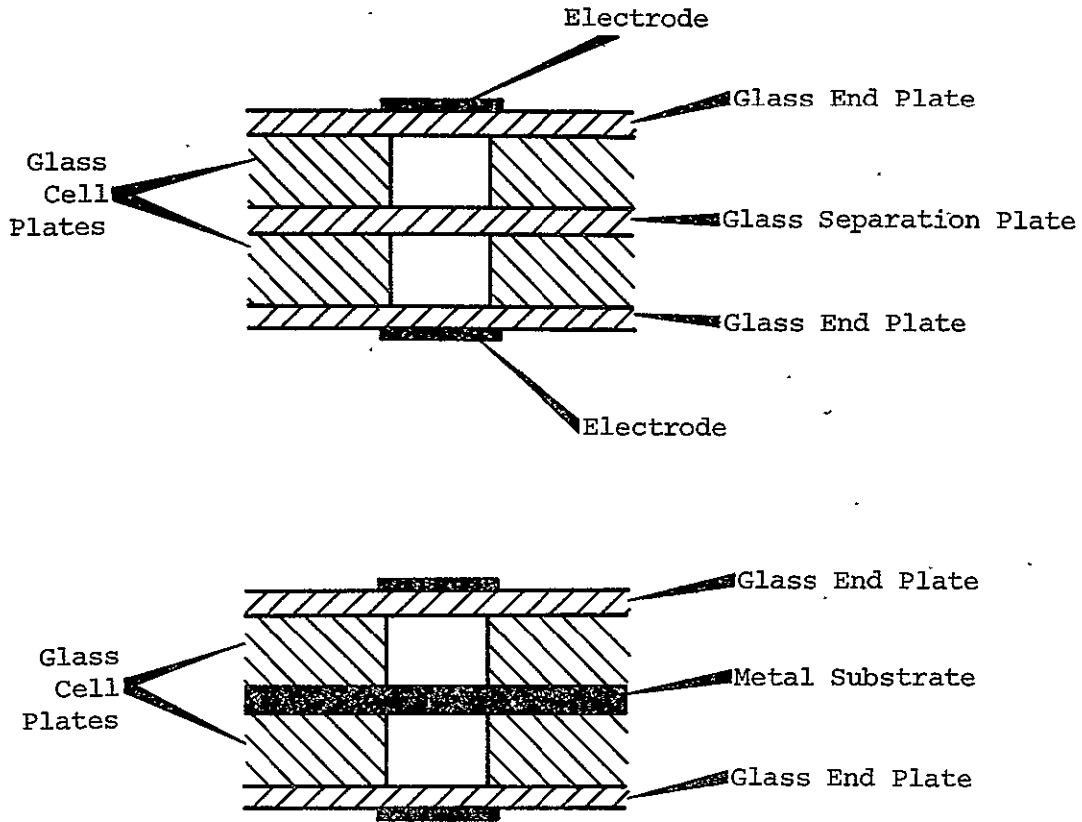 Electrode
Glass End Plate
Glass
Cell
Plates
Glass Separation Plate
Glass End Plate
Electrode
Glass End Plate
Glass
Cell
Plates
Metal Substrate
Glass End Plate